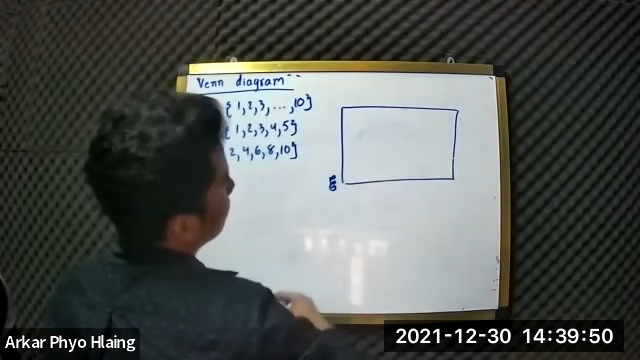 Venn diagram
{1,2,3,...,10}
{1,2,3,4,5}
2,4,6,8,10}
ξ
Arkar Phyo Hlaing
2021-12-30 14:39:50